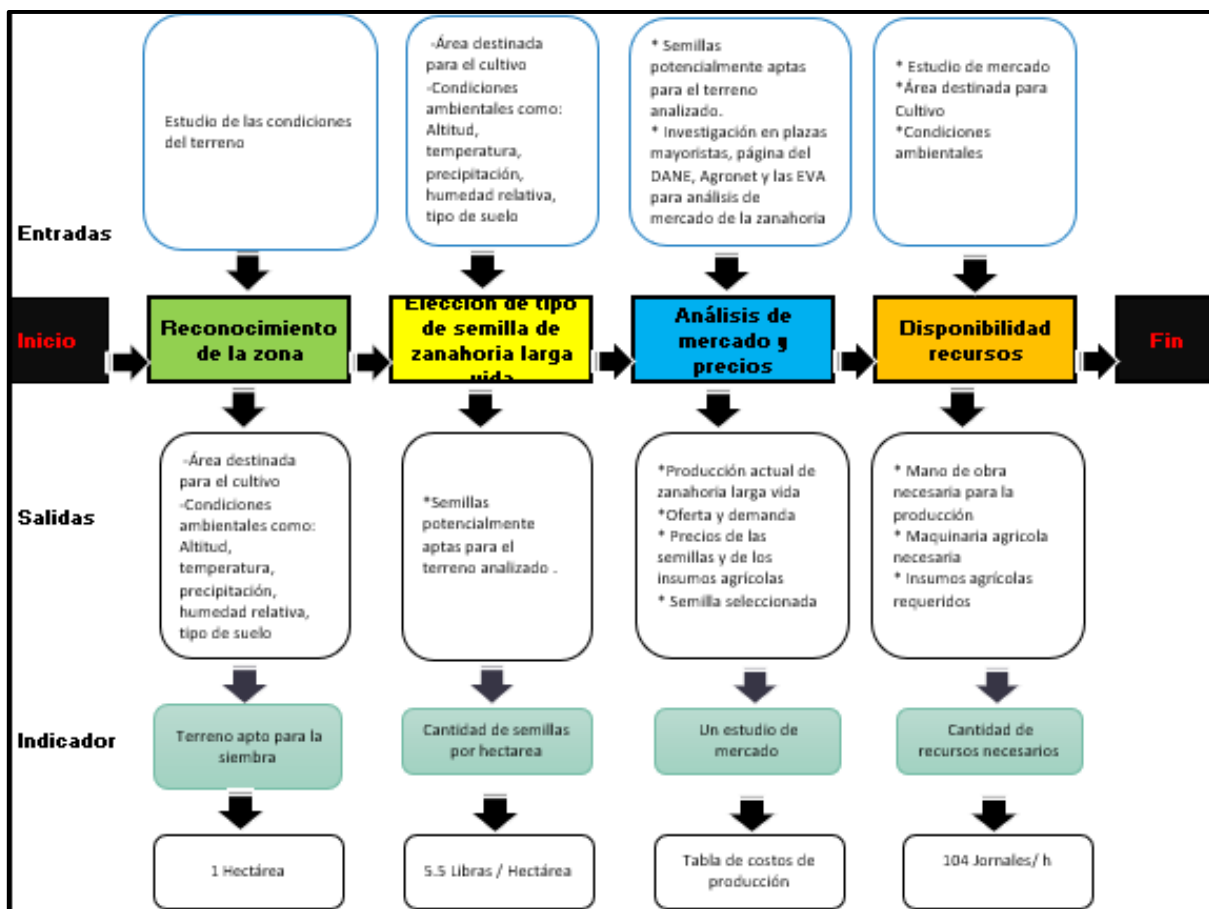 Estudio de las condiciones
del terreno
-Área destinada
para el cultivo
-Condiciones
ambientales como:
Altitud,
temperatura,
precipitación,
humedad relativa,
tipo de suelo
* Semillas
potencialmente aptas
para el terreno
analizado.
* Investigación en plazas
mayoristas, página del
DANE, Agronet y las EVA
para análisis de
mercado de la zanahoria
* Estudio de mercado
*Área destinada para
Cultivo
*Condiciones
ambientales
Entradas
Inicio
Reconocimiento
de la zona
Elección de tipo
de semilla de
zanahoria larga
vida
Análisis de
mercado y
precios
Disponibilidad
recursos
Fin
Salidas
-Área destinada
para el cultivo
-Condiciones
ambientales como:
Altitud,
temperatura,
precipitación,
humedad relativa,
tipo de suelo
*Semillas
potencialmente
aptas para el
terreno analizado .
*Producción actual de
zanahoria larga vida
*Oferta y demanda
* Precios de las
semillas y de los
insumos agrícolas
* Semilla seleccionada
* Mano de obra
necesaria para la
producción
* Maquinaria agricola
necesaria
* Insumos agrícolas
requeridos
Indicador
Terreno apto para la
siembra
Cantidad de semillas
por hectarea
Un estudio de
mercado
Cantidad de
recursos necesarios
1 Hectárea
5.5 Libras / Hectárea
Tabla de costos de
producción
104 Jornales/ h